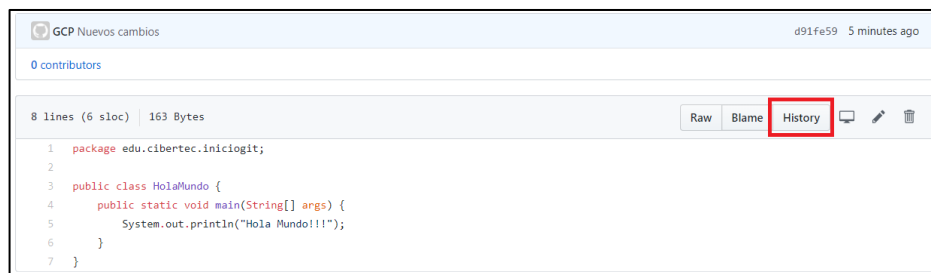 GCP Nuevos cambios d91fe59 5 minutes ago
0 contributors
8 lines (6 sloc) 163 Bytes Raw Blame History
1 package edu.cibertec.iniciogit;
2
3 public class HolaMundo {
4 public static void main(String[] args) {
5 System.out.println("Hola Mundo!!!");
6 }
7 }